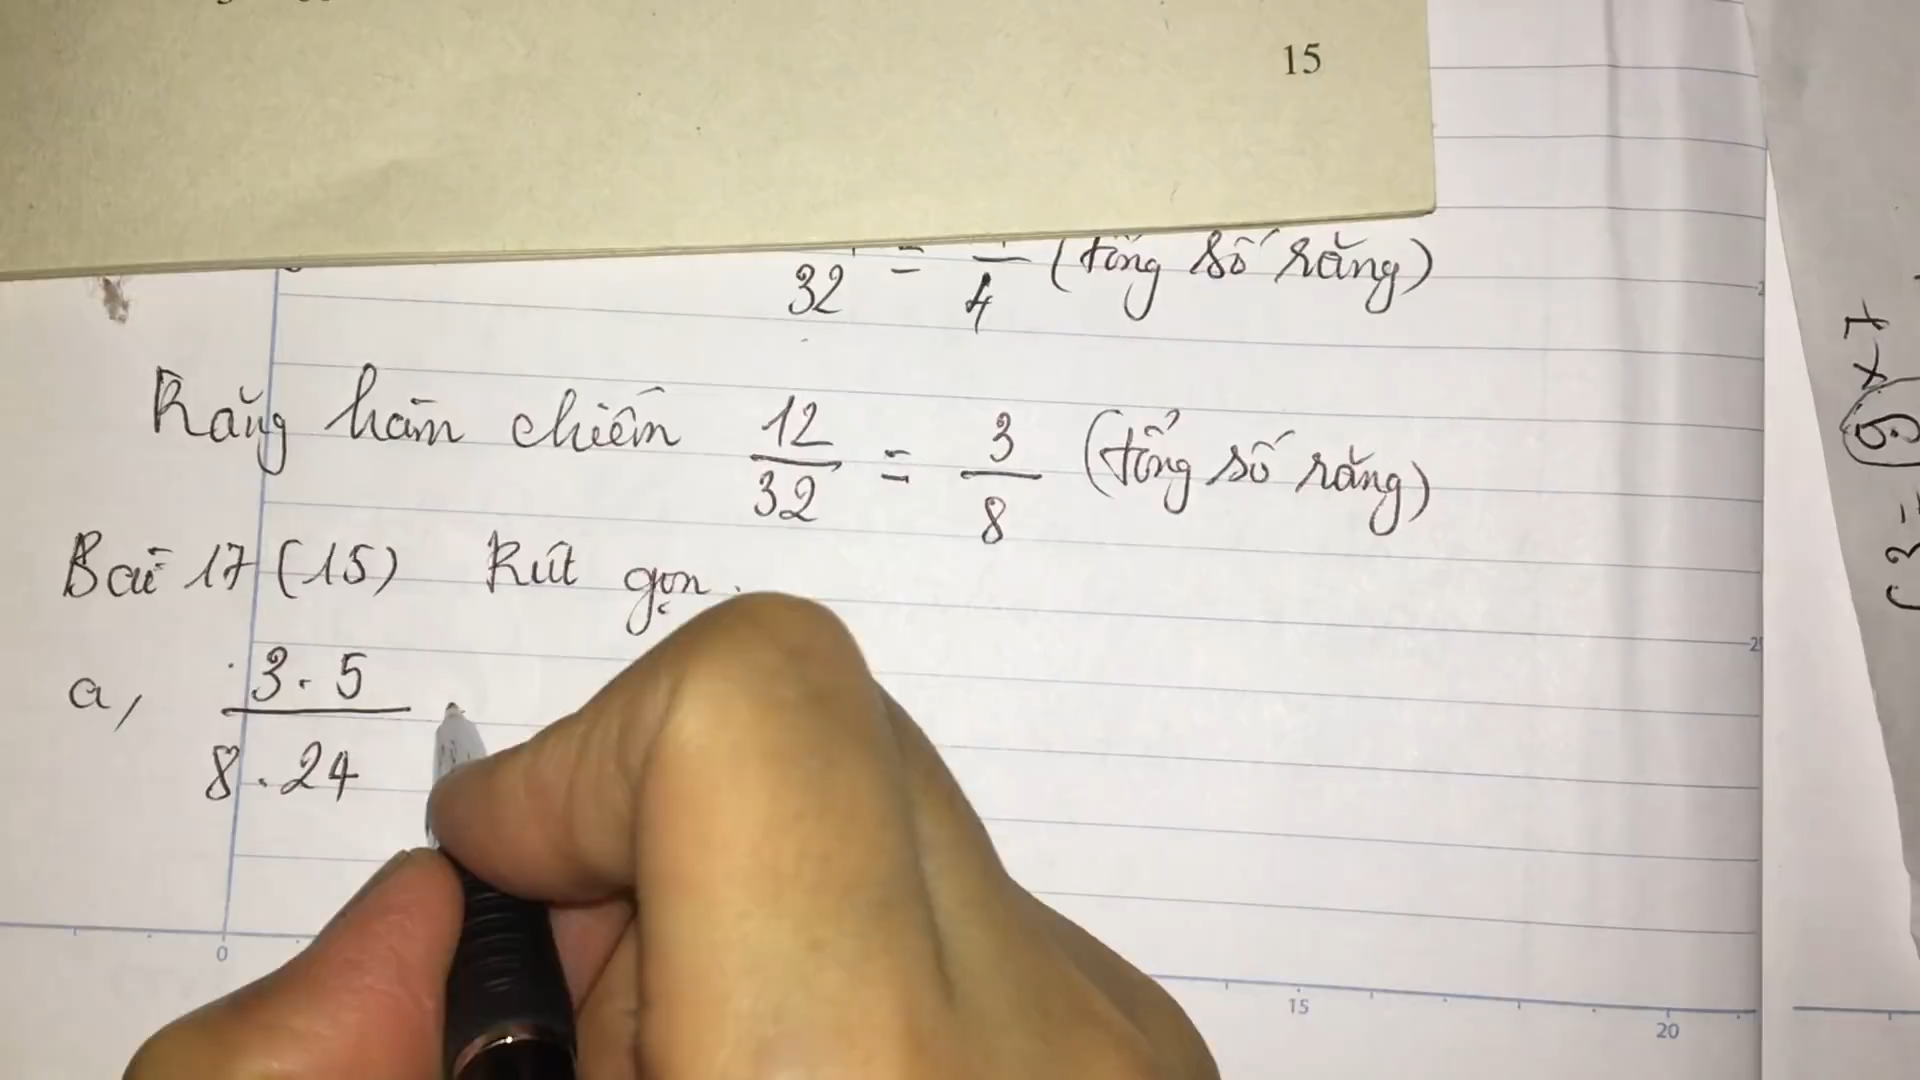 15
32 = 4 (tổng số răng)
Răng hàm chiếm 12/32 = 3/8 (tổng số răng)
Bài 17 (15) Rút gọn
a, 3.5
8.24
0 15 20